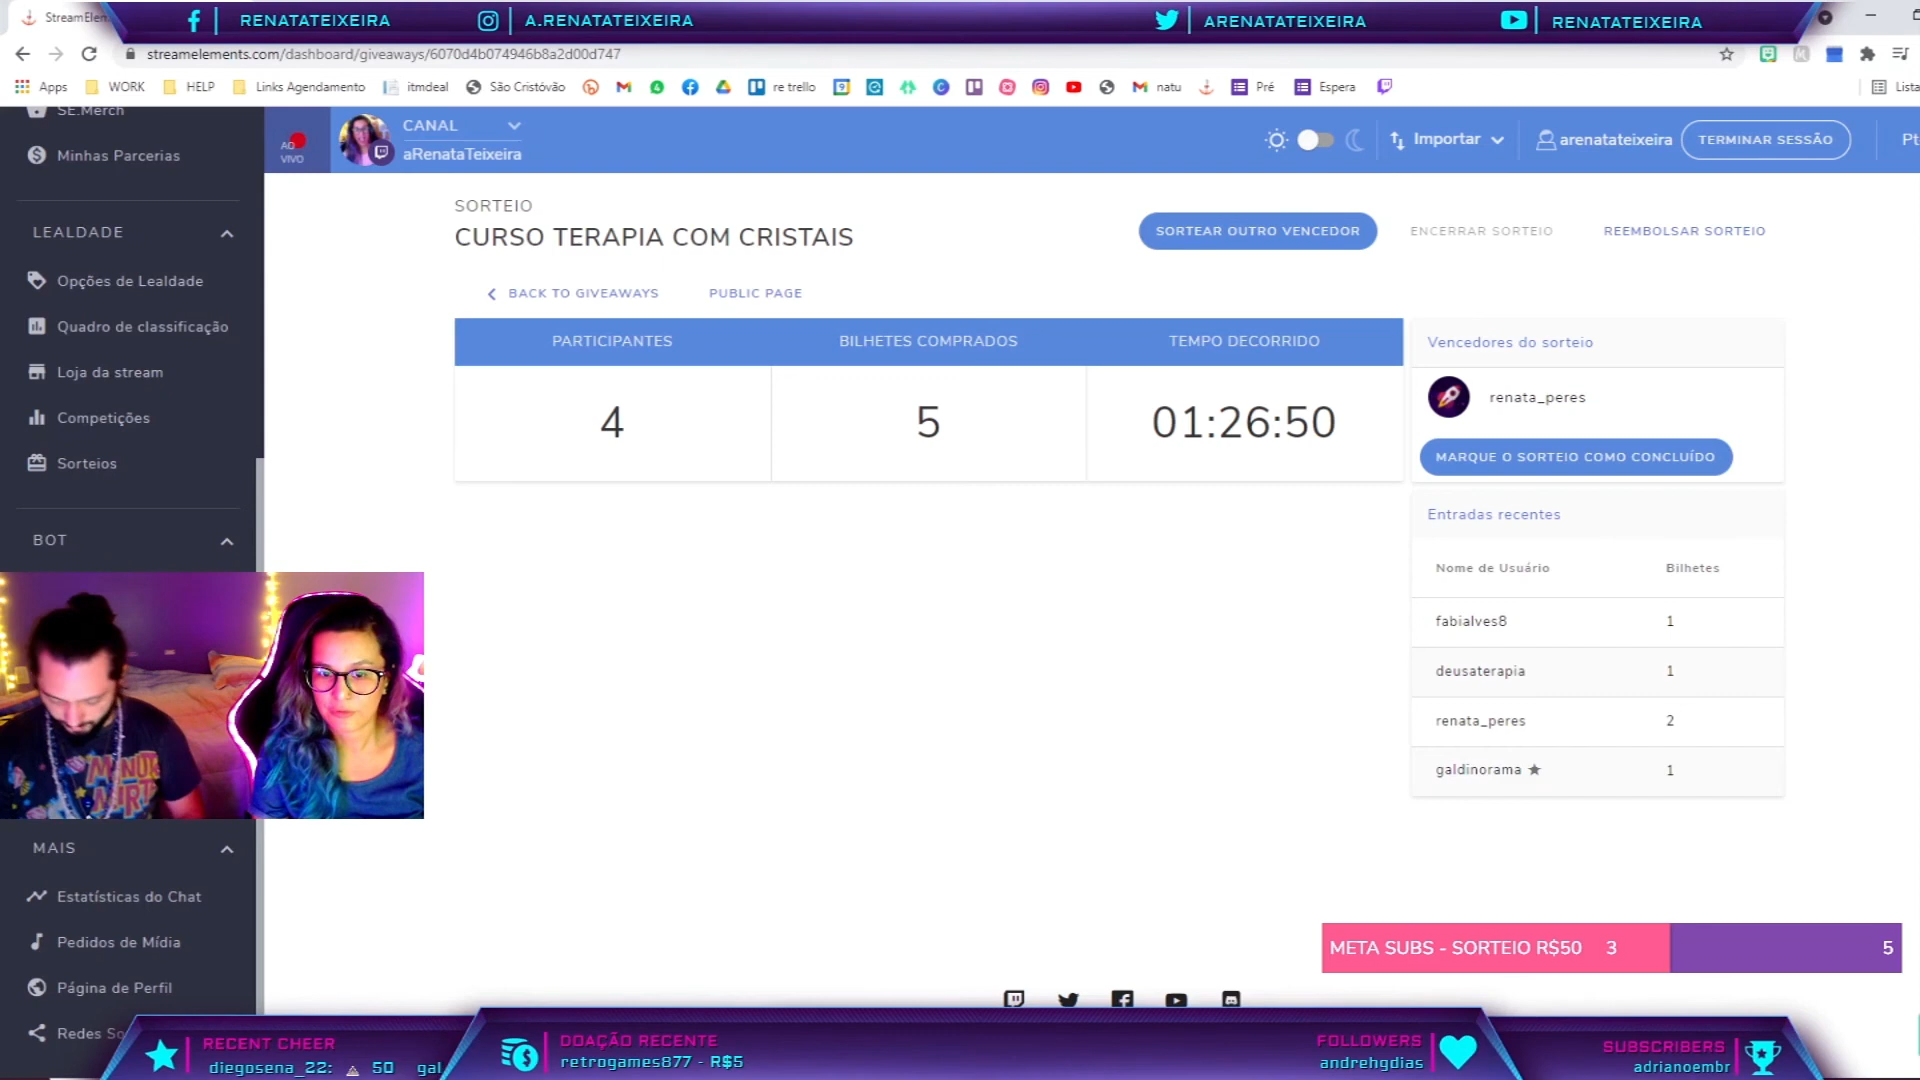 StreamElem
RENATATEIXEIRA
A.RENATATEIXEIRA
ARENATATEIXEIRA
RENATATEIXEIRA
streamelements.com/dashboard/giveaways/6070d4b074946b8a2d00d747
Apps
WORK
HELP
Links Agendamento
itmdeal
São Cristóvão
re trello
natu
Pré
Espera
Lista
SE.Merch
Minhas Parcerias
LEALDADE
Opções de Lealdade
Quadro de classificação
Loja da stream
Competições
Sorteios
BOT
MAIS
Estatísticas do Chat
Pedidos de Mídia
Página de Perfil
Redes So
AO VIVO
CANAL
aRenataTeixeira
Importar
arenatateixeira
TERMINAR SESSÃO
Pt
SORTEIO
CURSO TERAPIA COM CRISTAIS
SORTEAR OUTRO VENCEDOR
ENCERRAR SORTEIO
REEMBOLSAR SORTEIO
BACK TO GIVEAWAYS
PUBLIC PAGE
PARTICIPANTES
BILHETES COMPRADOS
TEMPO DECORRIDO
4
5
01:26:50
Vencedores do sorteio
renata_peres
MARQUE O SORTEIO COMO CONCLUÍDO
Entradas recentes
Nome de Usuário
Bilhetes
fabialves8
1
deusaterapia
1
renata_peres
2
galdinorama ★
1
META SUBS - SORTEIO R$50 3
5
RECENT CHEER
diegosena_22: 50 gal
DOAÇÃO RECENTE
retrogames877 - R$5
FOLLOWERS
andrehgdias
SUBSCRIBERS
adrianoembr